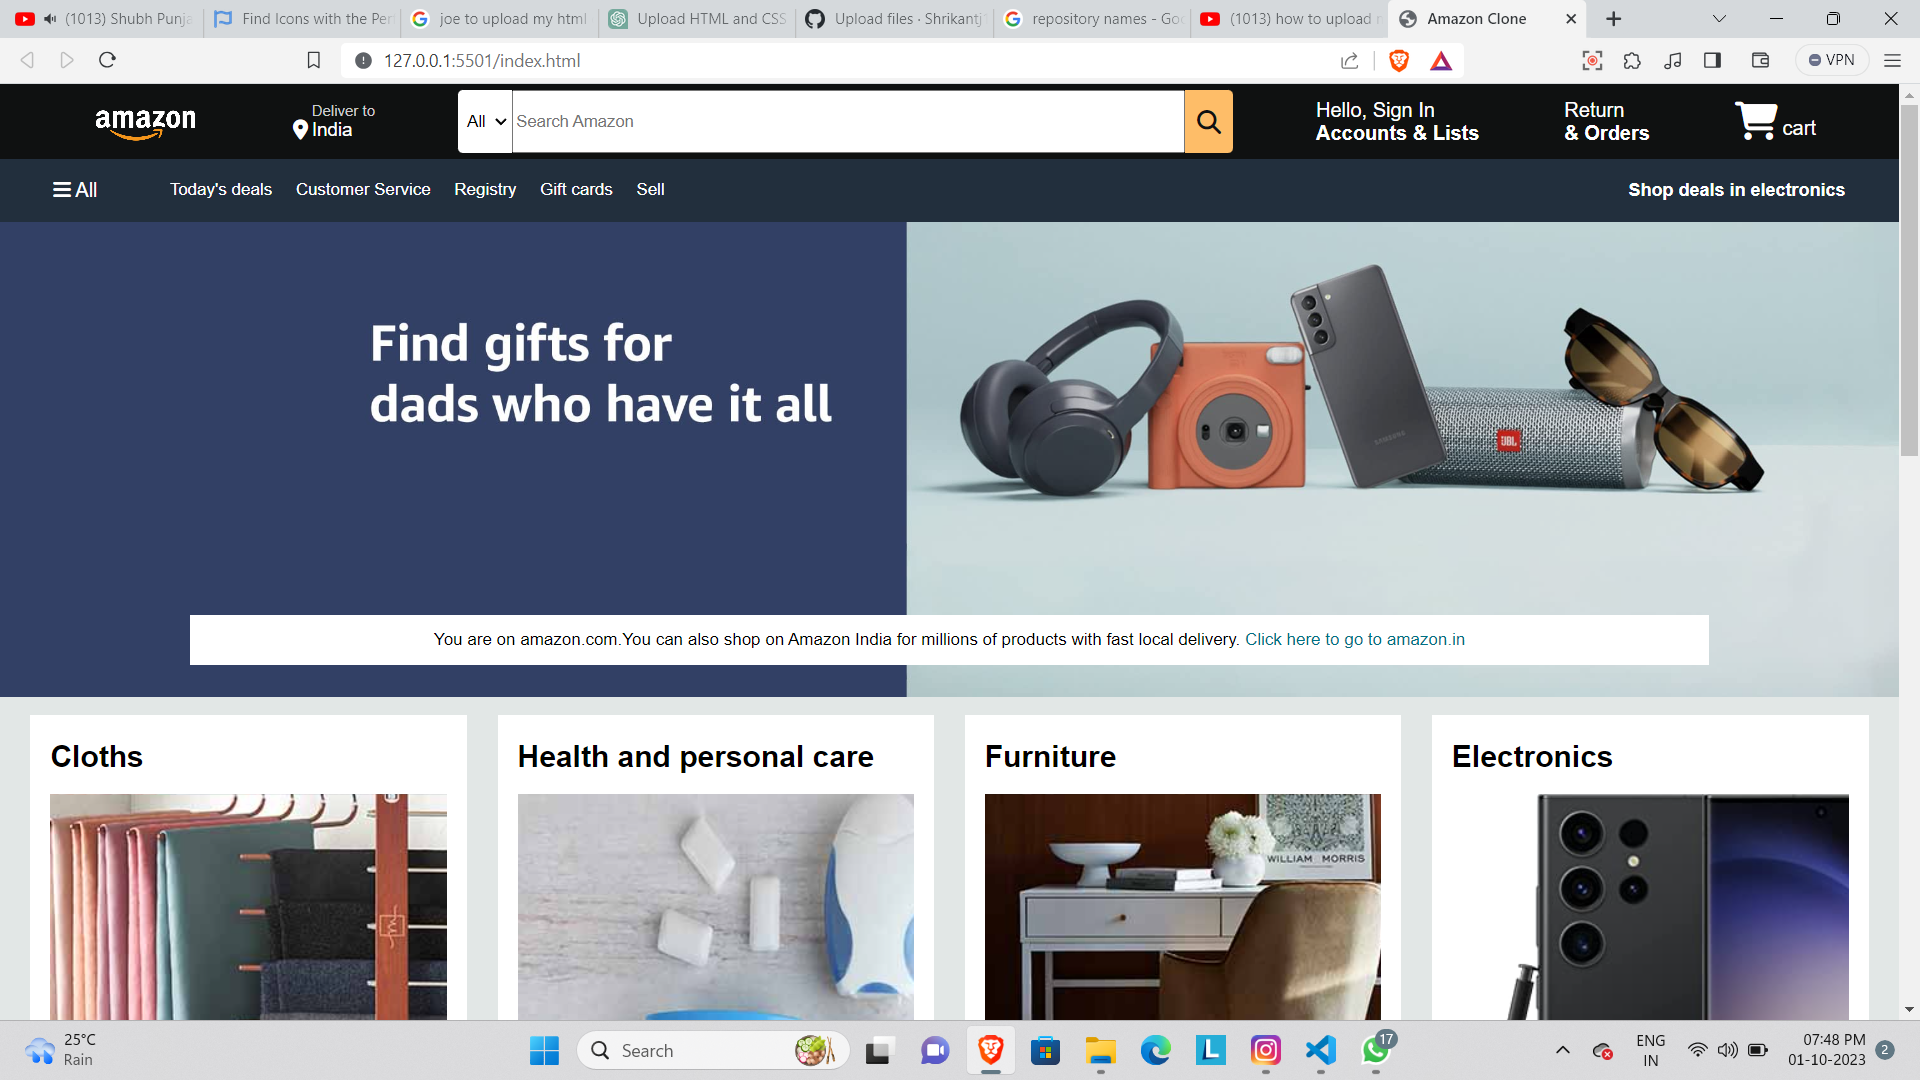 (1013) Shubh Punja
Find Icons with the Per
joe to upload my html
Upload HTML and CSS
Upload files · Shrikantj
repository names - Goo
(1013) how to upload
Amazon Clone
127.0.0.1:5501/index.html
VPN
amazon
Deliver to
India
All
Search Amazon
Hello, Sign In
Accounts & Lists
Return
& Orders
cart
All
Today's deals
Customer Service
Registry
Gift cards
Sell
Shop deals in electronics
Find gifts for
dads who have it all
SAMSUNG
JBL
You are on amazon.com.You can also shop on Amazon India for millions of products with fast local delivery. Click here to go to amazon.in
Cloths
Health and personal care
Furniture
Electronics
WILLIAM MORRIS
25°C
Rain
Search
L
17
ENG
IN
07:48 PM
01-10-2023
2